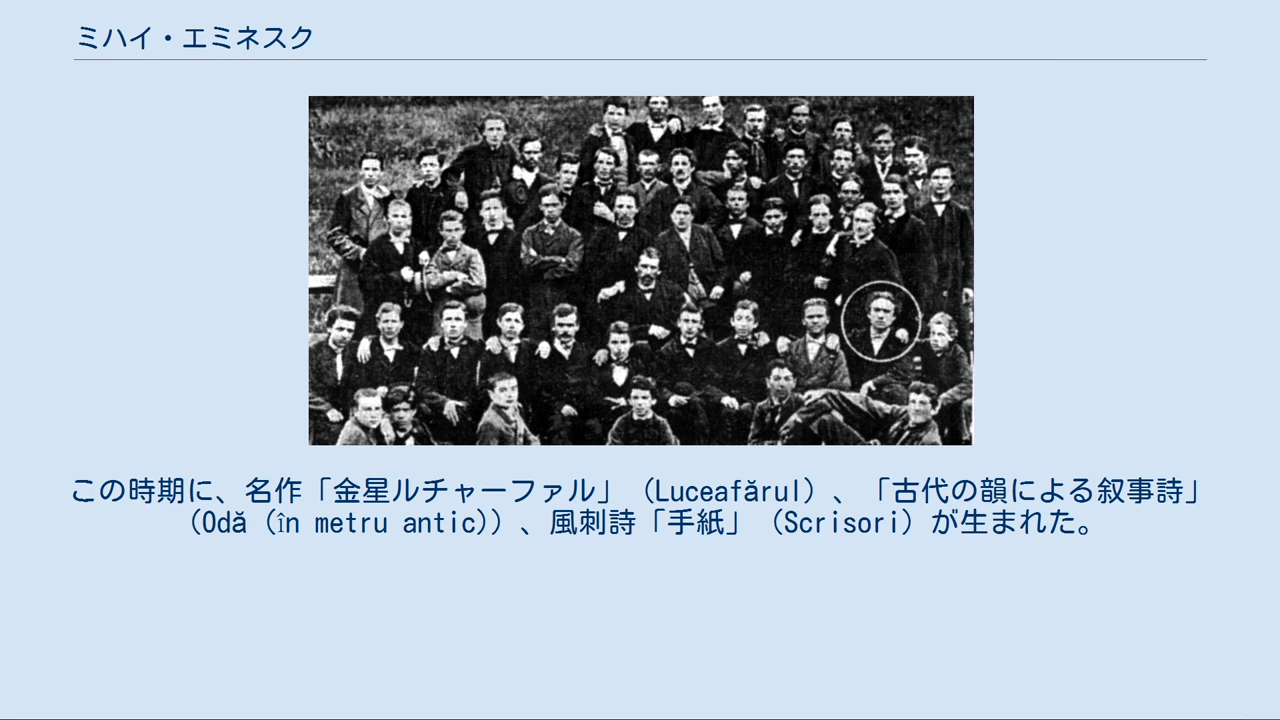 ミハイ・エミネスク
この時期に、名作「金星ルチャーファル」（Luceafărul）、「古代の韻による叙事詩」
（Odă（în metru antic））、風刺詩「手紙」（Scrisori）が生まれた。